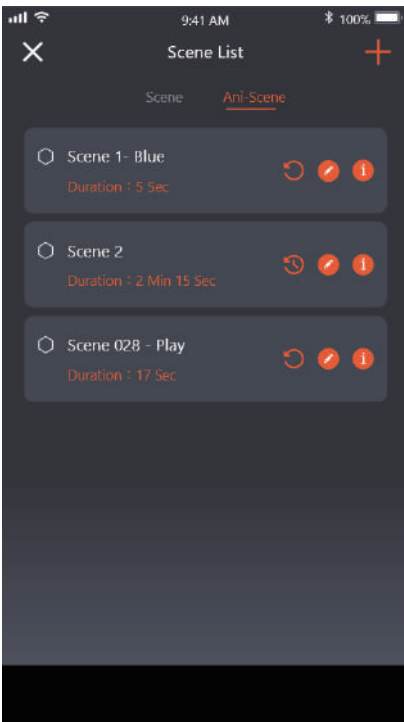 9:41 AM
100%
Scene List
Scene
Ani-Scene
Scene 1- Blue
Duration : 5 Sec
Scene 2
Duration : 2 Min 15 Sec
Scene 028 - Play
Duration : 17 Sec